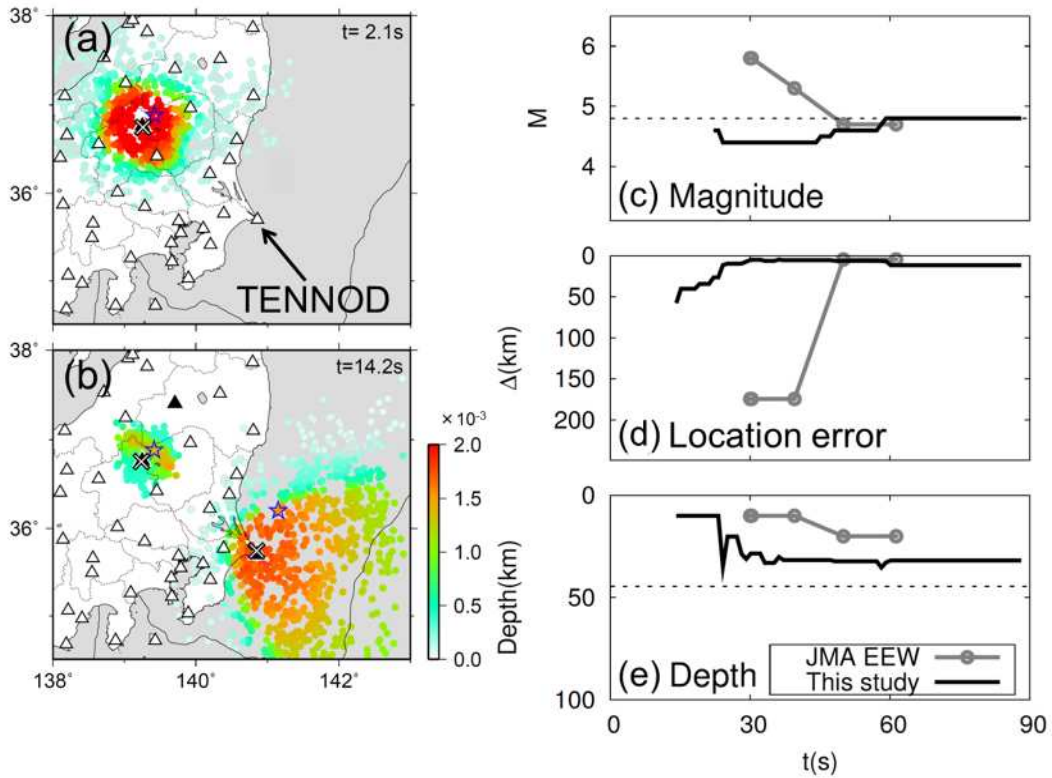 38°
(a)
t= 2.1s
36°
TENNOD
38°
(b)
t=14.2s
36°
138°
140°
142°
× 10⁻³
2.0
1.5
1.0
0.5
0.0
Depth(km)
6
5
4
M
(c) Magnitude
0
50
100
150
200
Δ(km)
(d) Location error
0
50
100
(e) Depth
JMA EEW
This study
0
30
60
90
t(s)